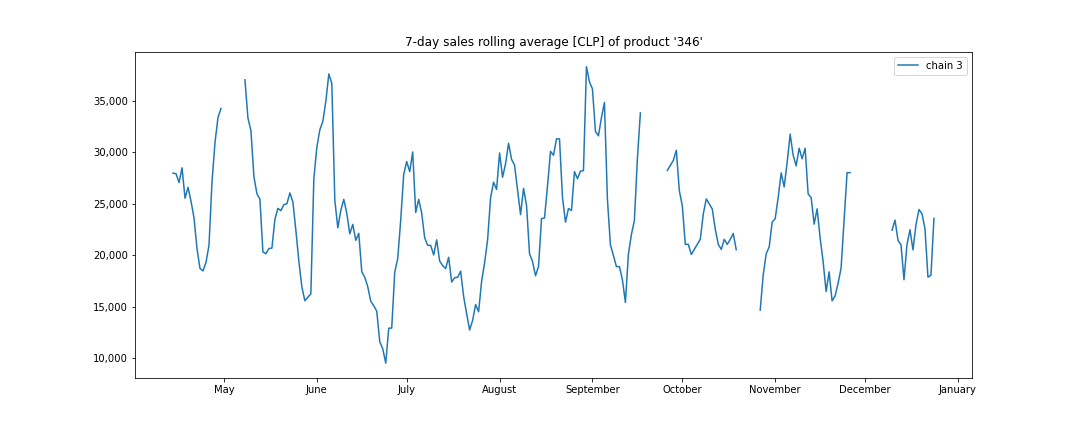 7-day sales rolling average [CLP] of product '346'
chain 3
35,000
30,000
25,000
20,000
15,000
10,000
May June July August September October November December January